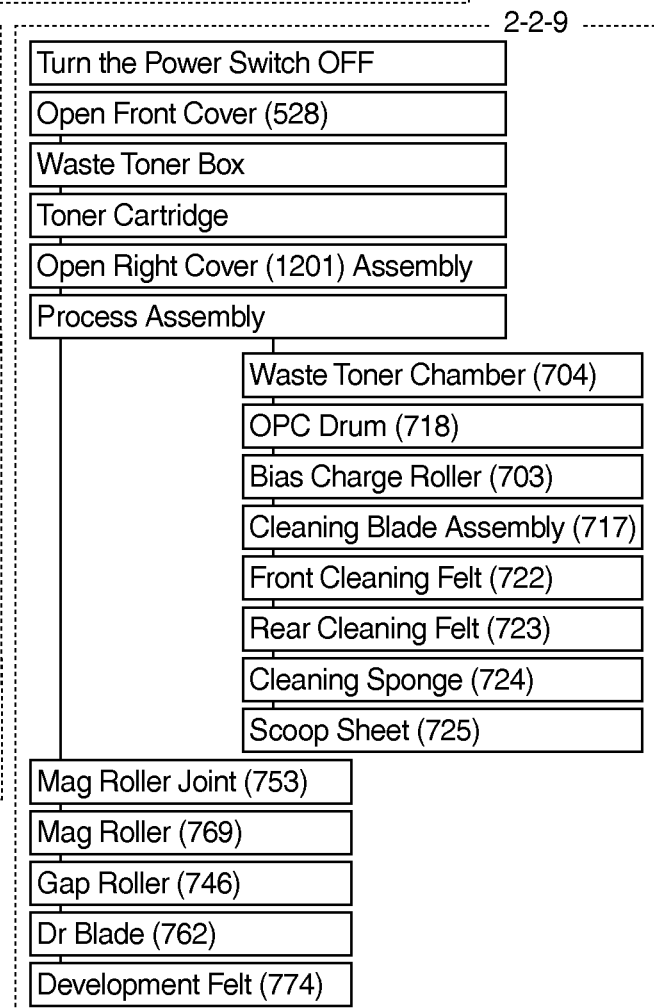 2-2-9
Turn the Power Switch OFF
Open Front Cover (528)
Waste Toner Box
Toner Cartridge
Open Right Cover (1201) Assembly
Process Assembly
Waste Toner Chamber (704)
OPC Drum (718)
Bias Charge Roller (703)
Cleaning Blade Assembly (717)
Front Cleaning Felt (722)
Rear Cleaning Felt (723)
Cleaning Sponge (724)
Scoop Sheet (725)
Mag Roller Joint (753)
Mag Roller (769)
Gap Roller (746)
Dr Blade (762)
Development Felt (774)